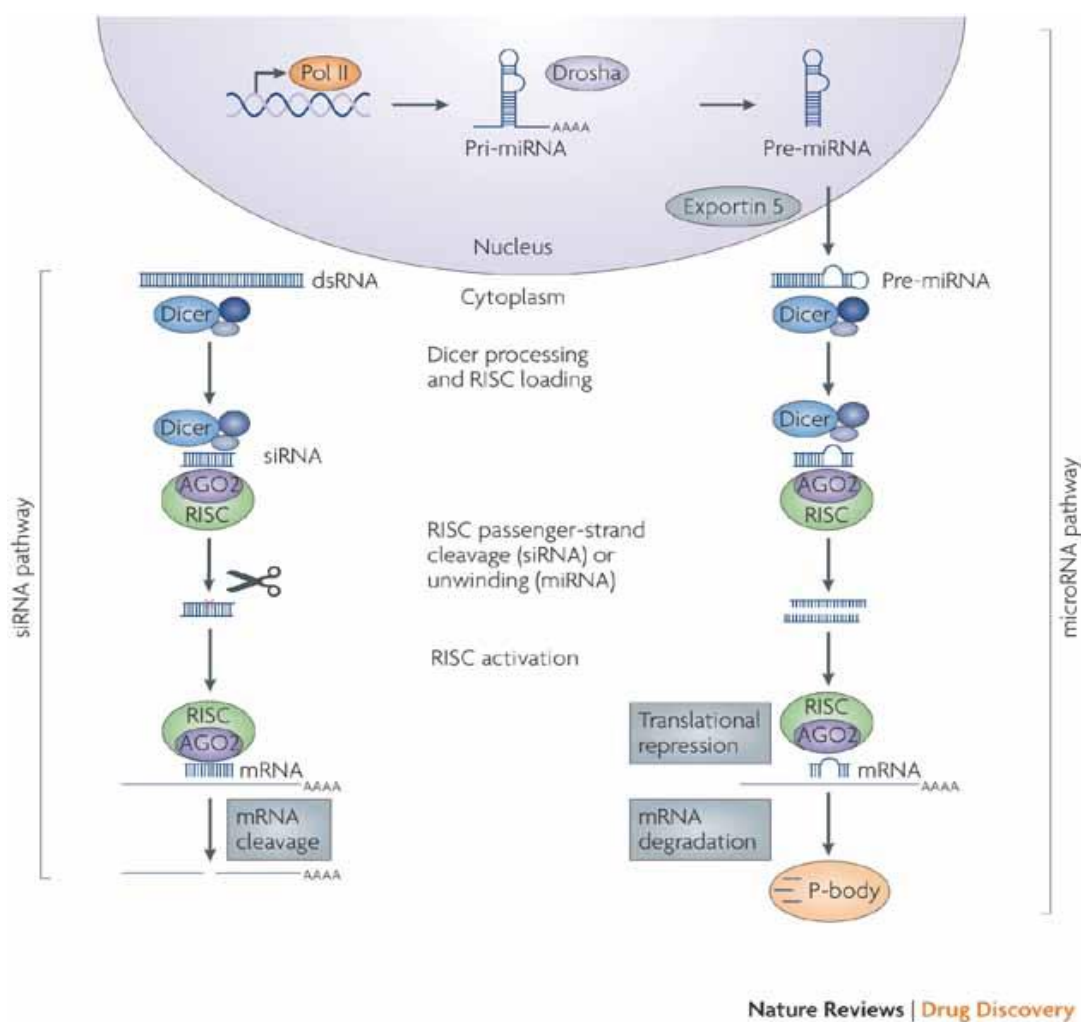 Pol II
Drosha
AAAA
Pri-miRNA
Pre-miRNA
Exportin 5
Nucleus
dsRNA
Cytoplasm
Pre-miRNA
Dicer
Dicer
Dicer processing
and RISC loading
Dicer
siRNA
AGO2
RISC
Dicer
AGO2
RISC
RISC passenger-strand
cleavage (siRNA) or
unwinding (miRNA)
siRNA pathway
microRNA pathway
RISC activation
RISC
AGO2
mRNA
AAAA
Translational
repression
RISC
AGO2
mRNA
AAAA
mRNA
cleavage
AAAA
mRNA
degradation
P-body
Nature Reviews | Drug Discovery